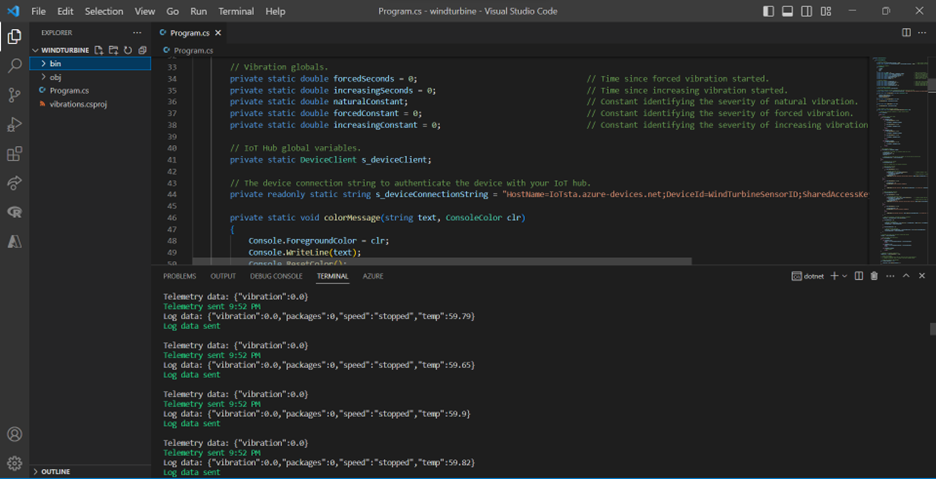 File Edit Selection View Go Run Terminal Help
Program.cs - windturbine - Visual Studio Code
EXPLORER
WINDTURBINE
bin
obj
Program.cs
vibrations.csproj
OUTLINE
Program.cs
Program.cs
33 // Vibration globals.
34 private static double forcedSeconds = 0; // Time since forced vibration started.
35 private static double increasingSeconds = 0; // Time since increasing vibration started.
36 private static double naturalConstant; // Constant identifying the severity of natural vibration.
37 private static double forcedConstant = 0; // Constant identifying the severity of forced vibration.
38 private static double increasingConstant = 0; // Constant identifying the severity of increasing vibration
39
40 // IoT Hub global variables.
41 private static DeviceClient s_deviceClient;
42
43 // The device connection string to authenticate the device with your IoT hub.
44 private readonly static string s_deviceConnectionString = "HostName=IoTsta.azure-devices.net;DeviceId=WindTurbineSensorID;SharedAccessKe
45
46 private static void colorMessage(string text, ConsoleColor clr)
47 {
48 Console.ForegroundColor = clr;
49 Console.WriteLine(text);
50 Console.ResetColor();
PROBLEMS OUTPUT DEBUG CONSOLE TERMINAL AZURE
dotnet
Telemetry data: {"vibration":0.0}
Telemetry sent 9:52 PM
Log data: {"vibration":0.0,"packages":0,"speed":"stopped","temp":59.79}
Log data sent
Telemetry data: {"vibration":0.0}
Telemetry sent 9:52 PM
Log data: {"vibration":0.0,"packages":0,"speed":"stopped","temp":59.65}
Log data sent
Telemetry data: {"vibration":0.0}
Telemetry sent 9:52 PM
Log data: {"vibration":0.0,"packages":0,"speed":"stopped","temp":59.9}
Log data sent
Telemetry data: {"vibration":0.0}
Telemetry sent 9:52 PM
Log data: {"vibration":0.0,"packages":0,"speed":"stopped","temp":59.82}
Log data sent